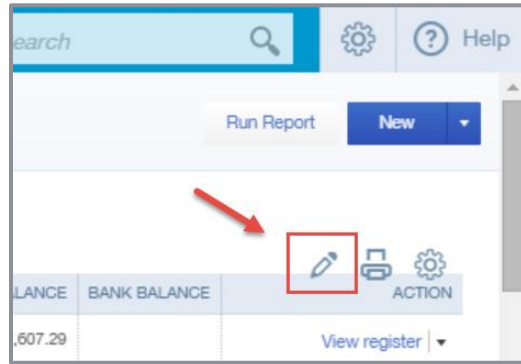 earch ? Help
Run Report New
LANCE BANK BALANCE ACTION
,607.29 View register